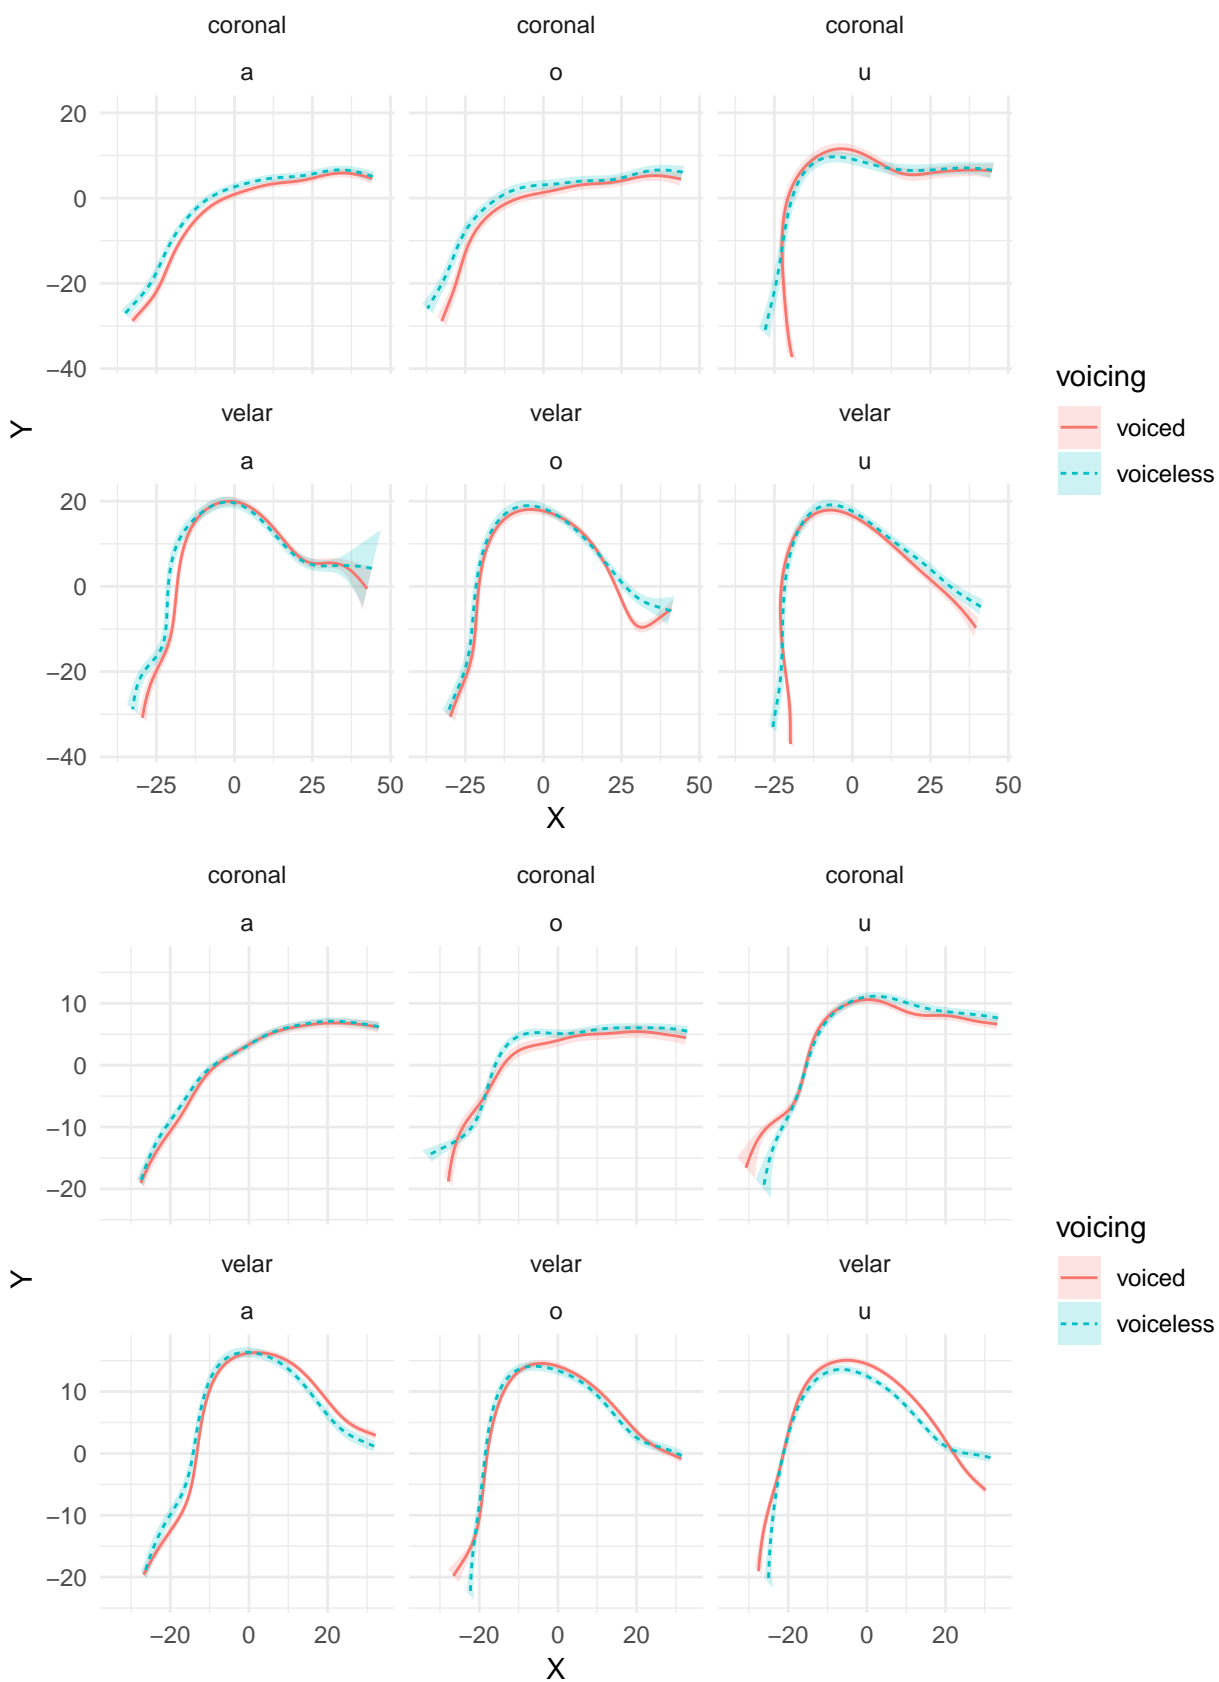 coronal coronal coronal
a o u
20
0
−20
−40
velar velar velar
a o u
20
0
−20
−40
−25 0 25 50 −25 0 25 50 −25 0 25 50
X
Y
voicing
voiced
voiceless
coronal coronal coronal
a o u
10
0
−10
−20
velar velar velar
a o u
10
0
−10
−20
−20 0 20 −20 0 20 −20 0 20
X
Y
voicing
voiced
voiceless